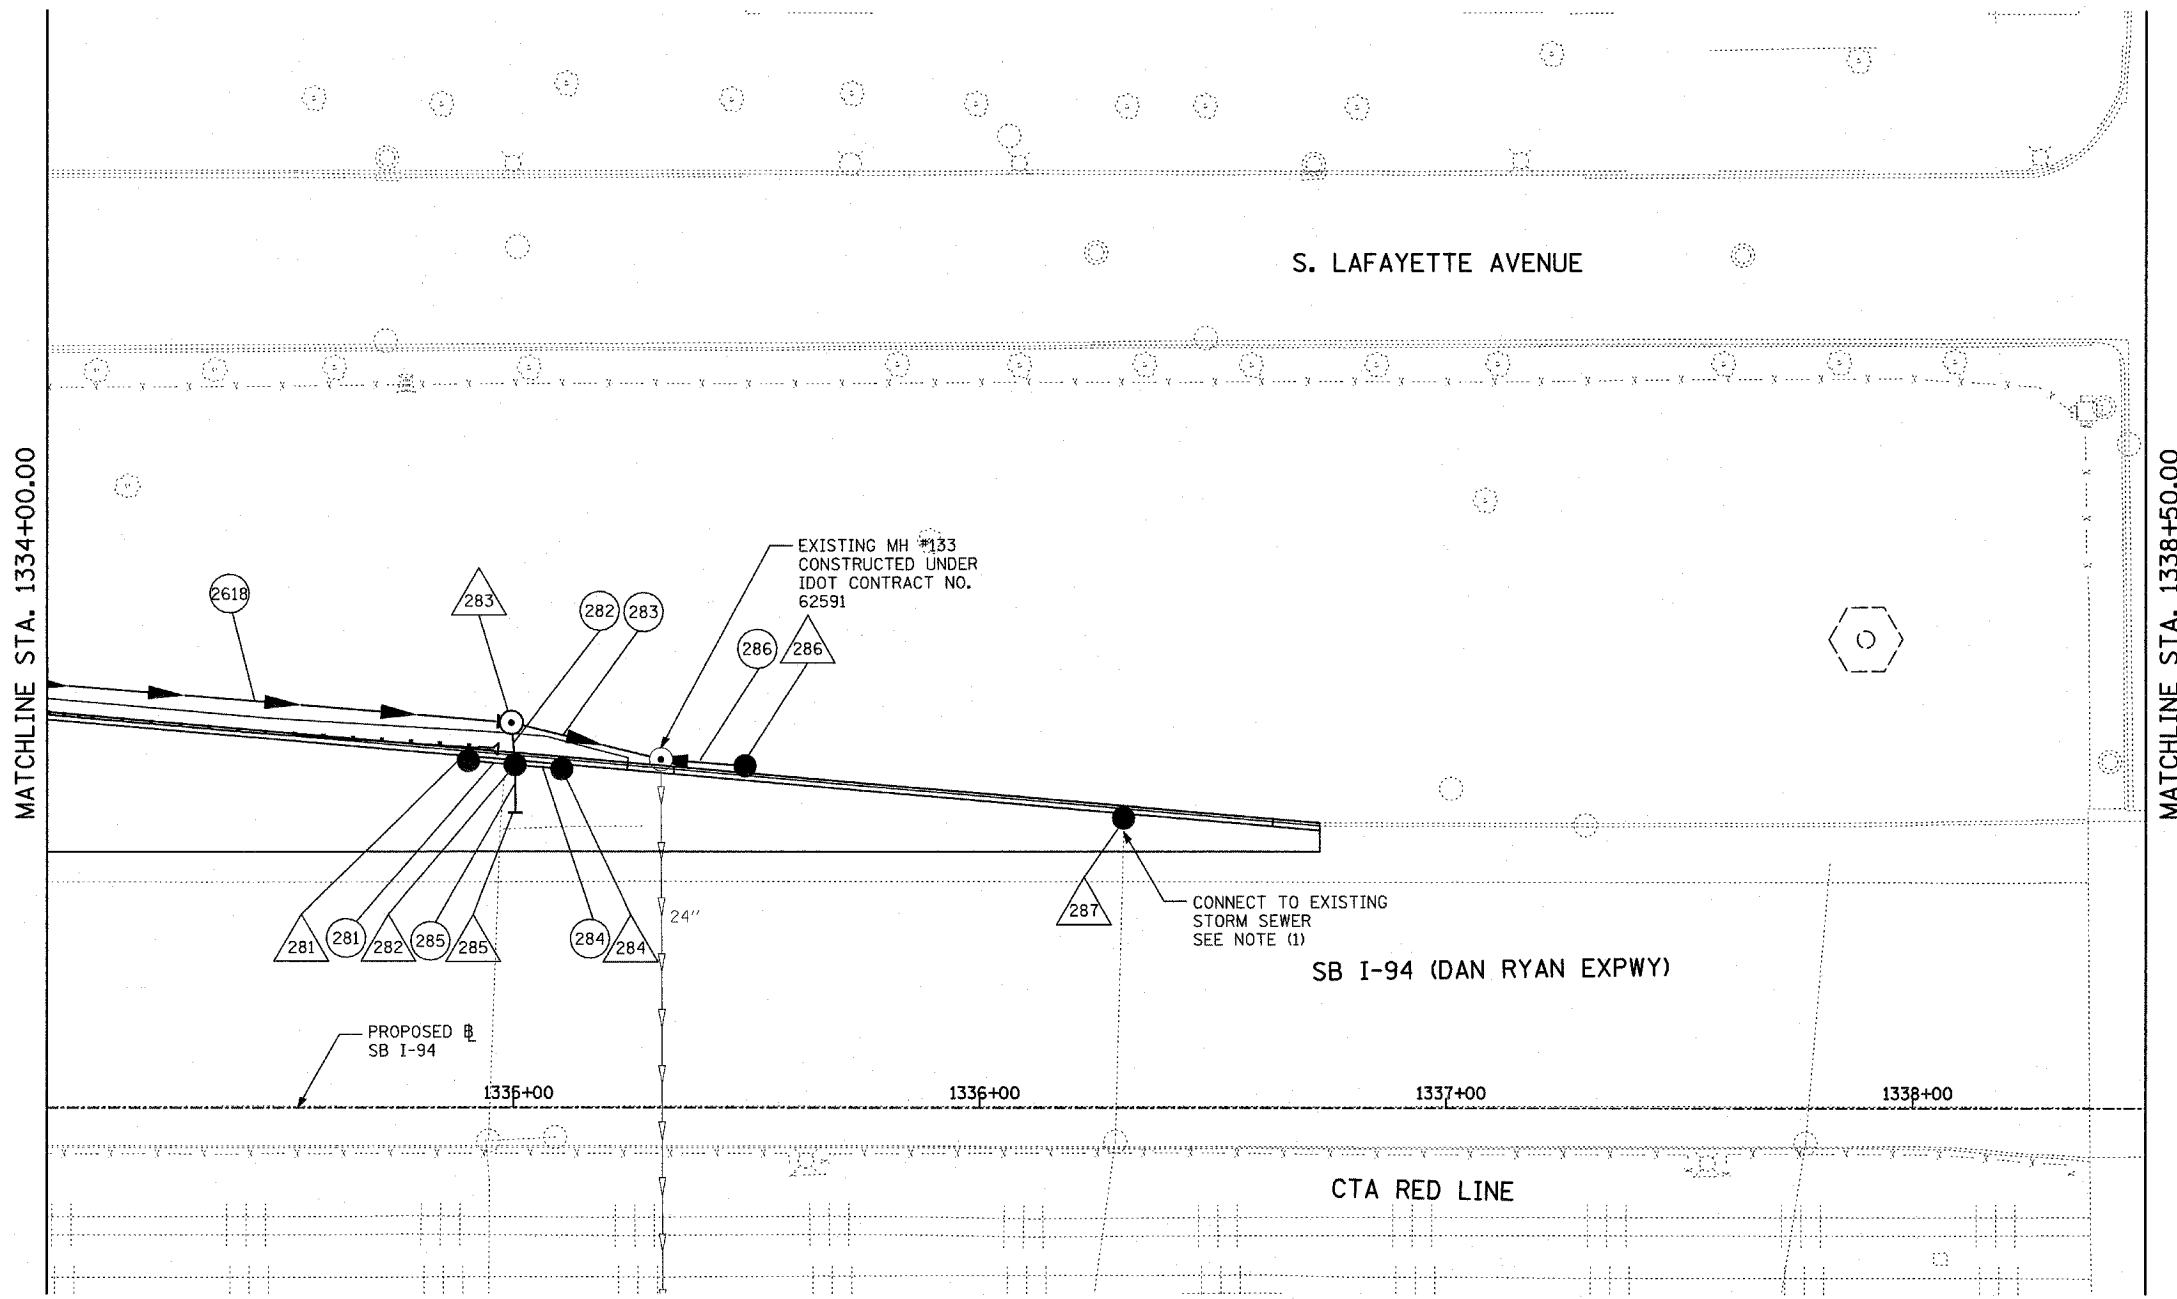 S. LAFAYETTE AVENUE
MATCHLINE STA. 1334+00.00
MATCHLINE STA. 1338+50.00
EXISTING MH #133
CONSTRUCTED UNDER
IDOT CONTRACT NO.
62591
2618
283
282
283
286
286
281
281
282
285
285
284
284
24"
287
CONNECT TO EXISTING
STORM SEWER
SEE NOTE (1)
SB I-94 (DAN RYAN EXPWY)
PROPOSED BL
SB I-94
1335+00
1336+00
1337+00
1338+00
CTA RED LINE